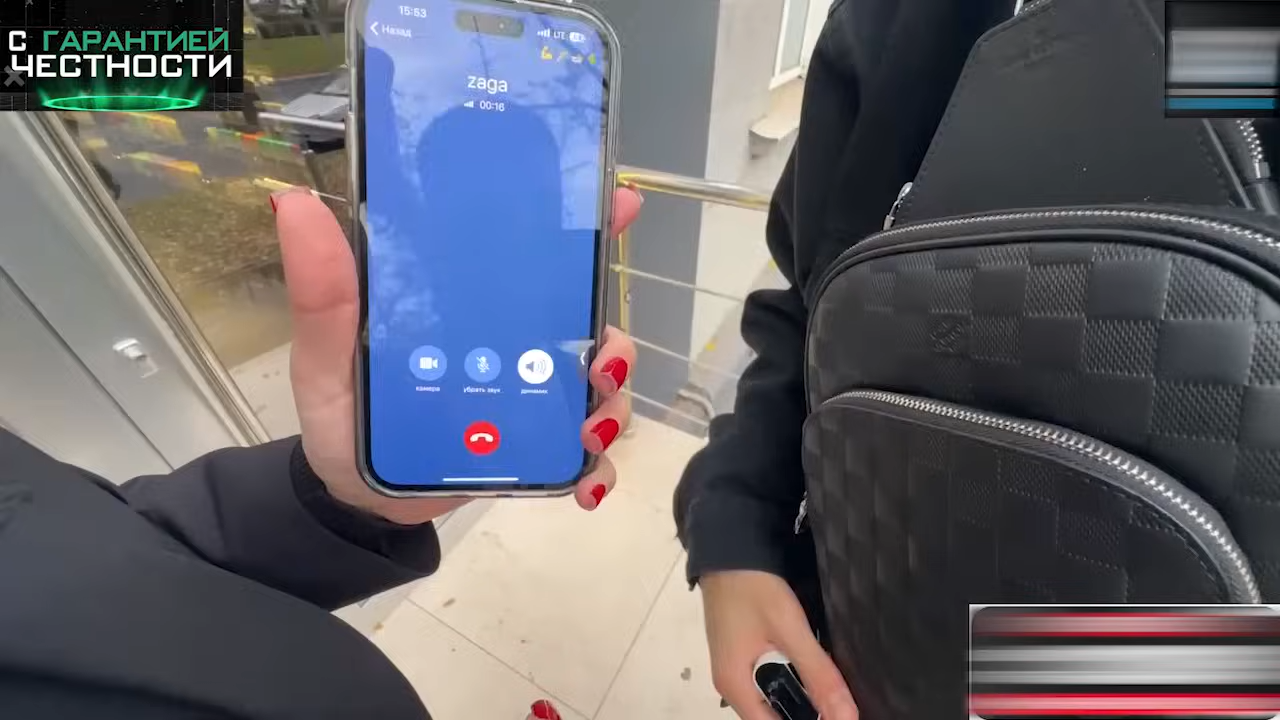 С ГАРАНТИЕЙ
ЧЕСТНОСТИ
15:53
LTE
Назад
zaga
00:16
камера
убрать звук
динамик